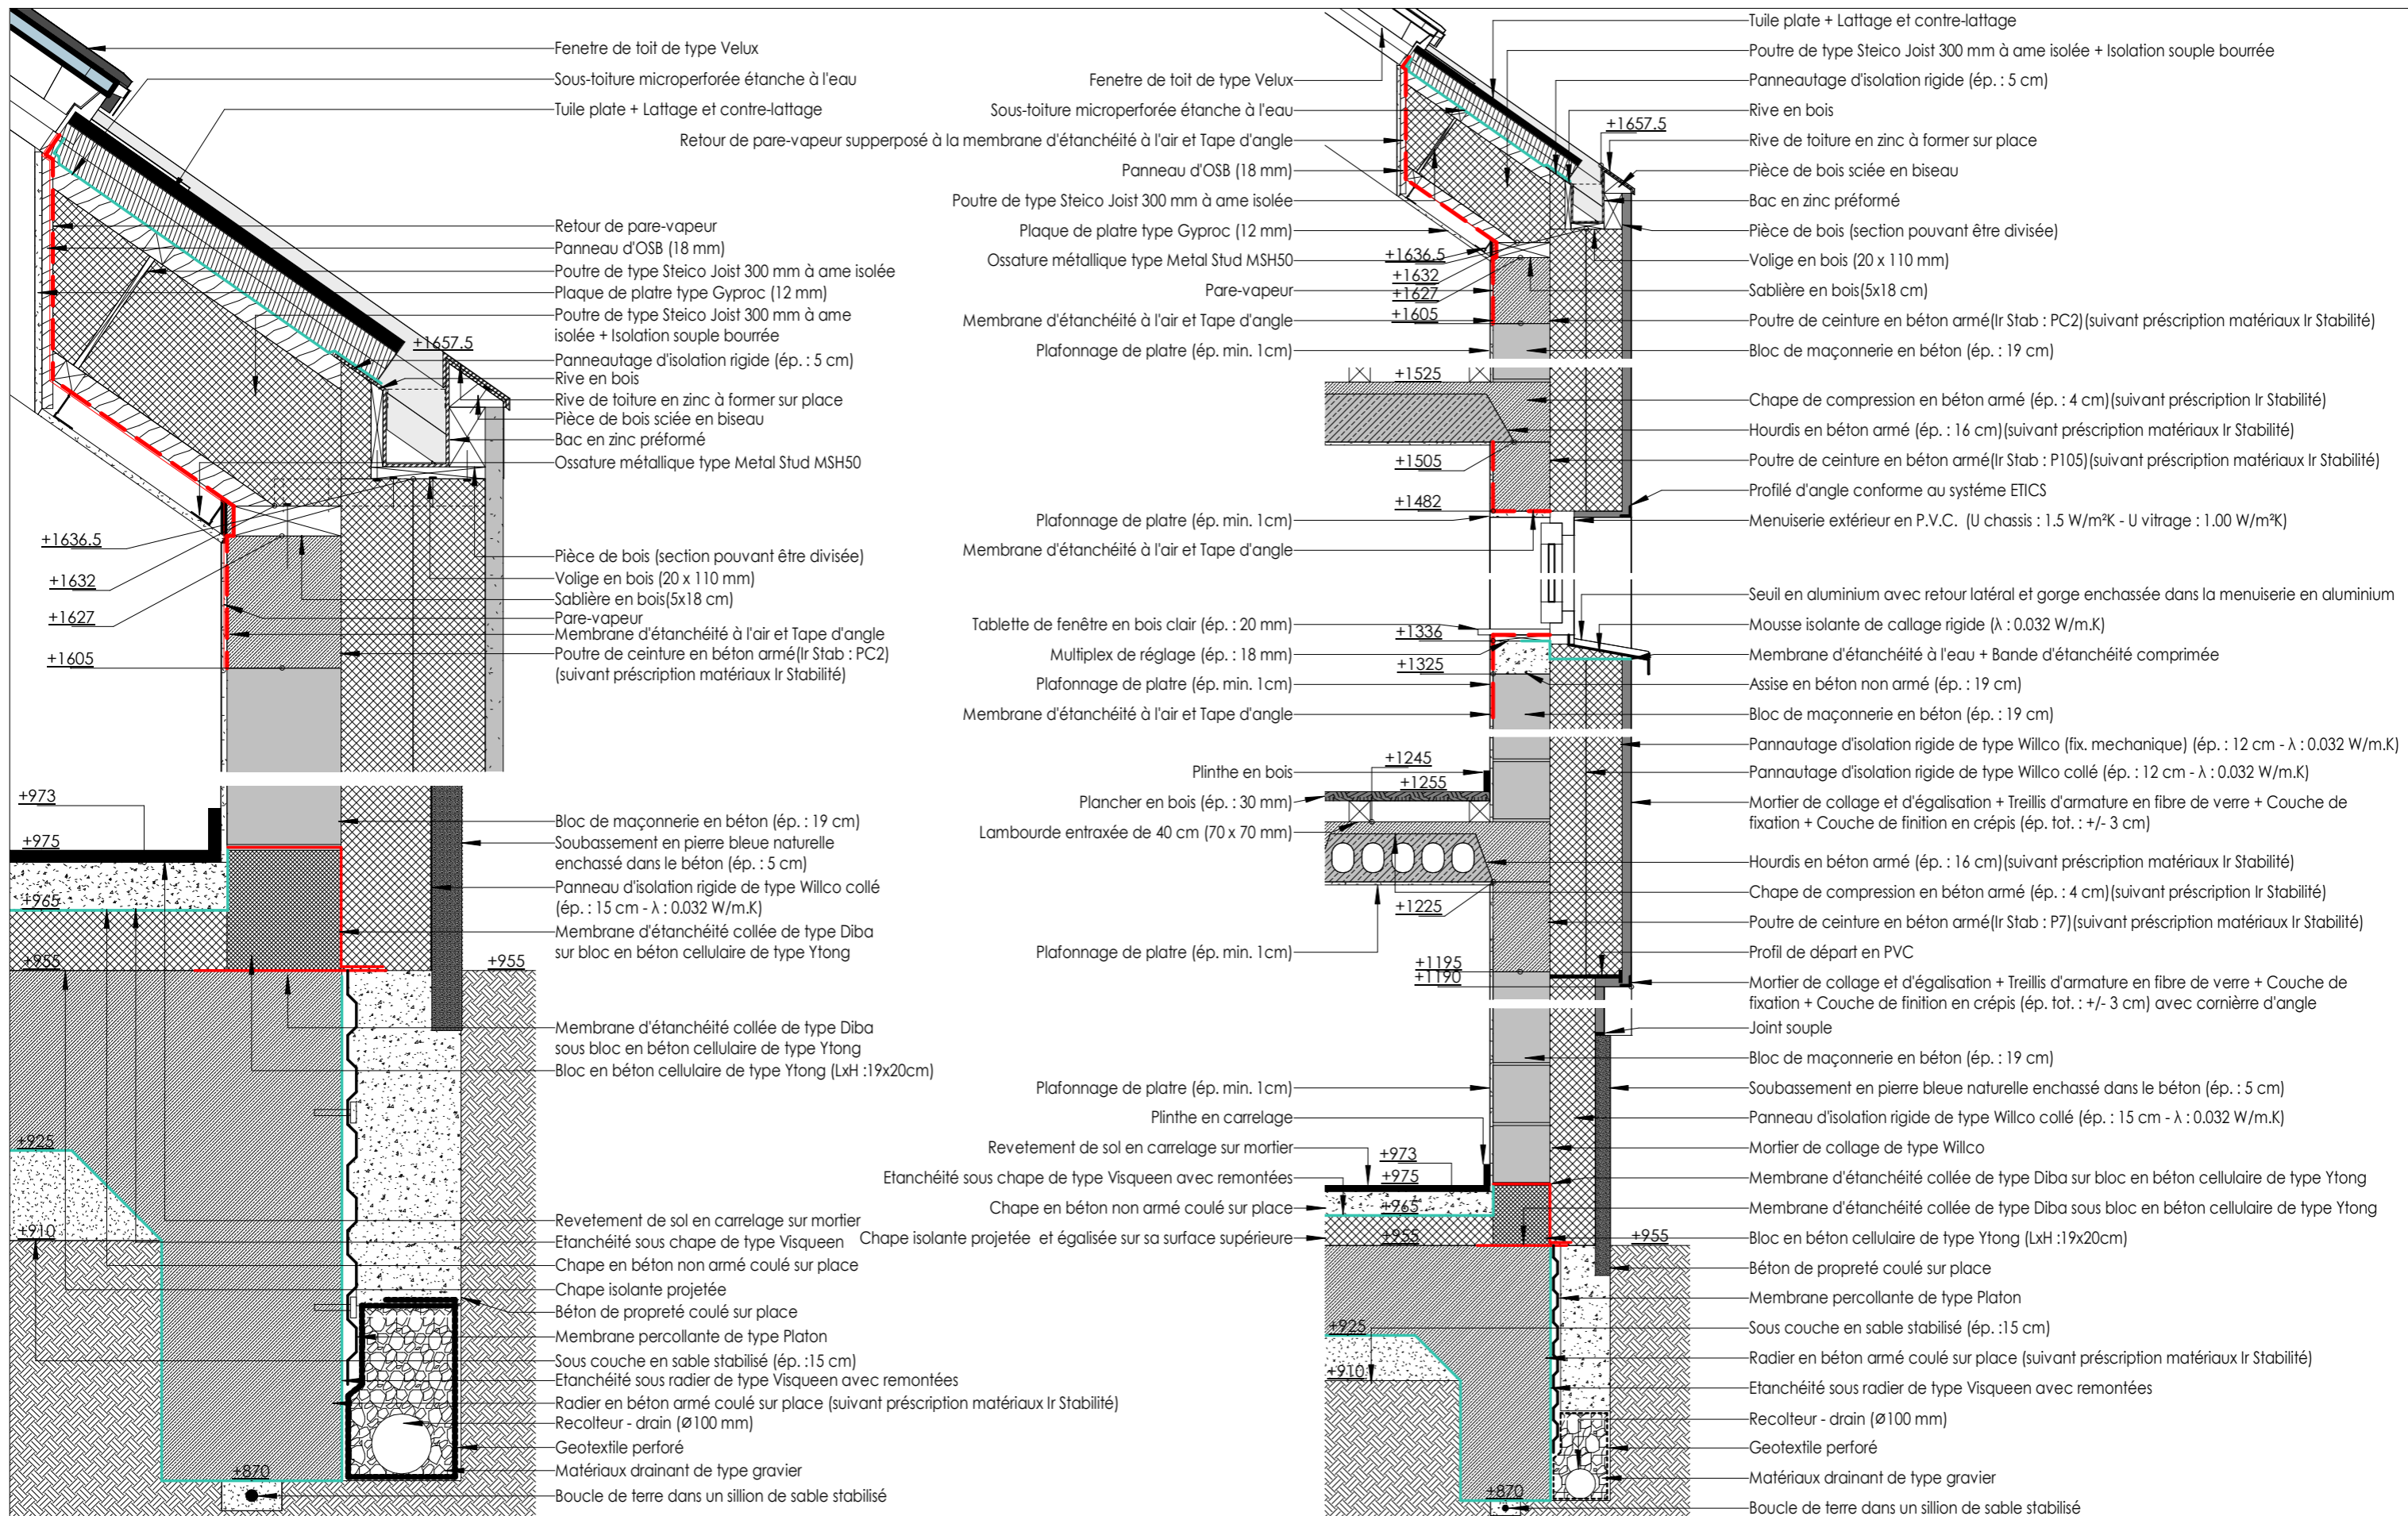 Fenetre de toit de type Velux
Sous-toiture microperforée étanche à l'eau
Tuile plate + Lattage et contre-lattage
Retour de pare-vapeur
Panneau d'OSB (18 mm)
Poutre de type Steico Joist 300 mm à ame isolée
Plaque de platre type Gyproc (12 mm)
Poutre de type Steico Joist 300 mm à ame
isolée + Isolation souple bourrée
+1657.5
Panneautage d'isolation rigide (ép. : 5 cm)
Rive en bois
Rive de toiture en zinc à former sur place
Pièce de bois sciée en biseau
Bac en zinc préformé
Ossature métallique type Metal Stud MSH50
+1636.5
+1632
+1627
+1605
Pièce de bois (section pouvant être divisée)
Volige en bois (20 x 110 mm)
Sablière en bois(5x18 cm)
Pare-vapeur
Membrane d'étanchéité à l'air et Tape d'angle
Poutre de ceinture en béton armé(Ir Stab : PC2)
(suivant préscription matériaux Ir Stabilité)
+973
+975
+965
+955
+955
+925
+910
+870
Bloc de maçonnerie en béton (ép. : 19 cm)
Soubassement en pierre bleue naturelle
enchassé dans le béton (ép. : 5 cm)
Panneau d'isolation rigide de type Willco collé
(ép. : 15 cm - λ : 0.032 W/m.K)
Membrane d'étanchéité collée de type Diba
sur bloc en béton cellulaire de type Ytong
Membrane d'étanchéité collée de type Diba
sous bloc en béton cellulaire de type Ytong
Bloc en béton cellulaire de type Ytong (LxH :19x20cm)
Revetement de sol en carrelage sur mortier
Etanchéité sous chape de type Visqueen
Chape en béton non armé coulé sur place
Chape isolante projetée
Béton de propreté coulé sur place
Membrane percollante de type Platon
Sous couche en sable stabilisé (ép. :15 cm)
Etanchéité sous radier de type Visqueen avec remontées
Radier en béton armé coulé sur place (suivant préscription matériaux Ir Stabilité)
Recolteur - drain (Ø100 mm)
Geotextile perforé
Matériaux drainant de type gravier
Boucle de terre dans un sillion de sable stabilisé
Fenetre de toit de type Velux
Sous-toiture microperforée étanche à l'eau
Retour de pare-vapeur supperposé à la membrane d'étanchéité à l'air et Tape d'angle
Panneau d'OSB (18 mm)
Poutre de type Steico Joist 300 mm à ame isolée
Plaque de platre type Gyproc (12 mm)
Ossature métallique type Metal Stud MSH50
Pare-vapeur
Membrane d'étanchéité à l'air et Tape d'angle
Plafonnage de platre (ép. min. 1cm)
Plafonnage de platre (ép. min. 1cm)
Membrane d'étanchéité à l'air et Tape d'angle
Tablette de fenêtre en bois clair (ép. : 20 mm)
Multiplex de réglage (ép. : 18 mm)
Plafonnage de platre (ép. min. 1cm)
Membrane d'étanchéité à l'air et Tape d'angle
Plinthe en bois
Plancher en bois (ép. : 30 mm)
Lambourde entraxée de 40 cm (70 x 70 mm)
Plafonnage de platre (ép. min. 1cm)
Plafonnage de platre (ép. min. 1cm)
Plinthe en carrelage
Revetement de sol en carrelage sur mortier
Etanchéité sous chape de type Visqueen avec remontées
Chape en béton non armé coulé sur place
Chape isolante projetée et égalisée sur sa surface supérieure
+1657.5
+1636.5
+1632
+1627
+1605
+1525
+1505
+1482
+1336
+1325
+1245
+1255
+1225
+1195
+1190
+973
+975
+965
+955
+955
+925
+910
+870
Tuile plate + Lattage et contre-lattage
Poutre de type Steico Joist 300 mm à ame isolée + Isolation souple bourrée
Panneautage d'isolation rigide (ép. : 5 cm)
Rive en bois
Rive de toiture en zinc à former sur place
Pièce de bois sciée en biseau
Bac en zinc préformé
Pièce de bois (section pouvant être divisée)
Volige en bois (20 x 110 mm)
Sablière en bois(5x18 cm)
Poutre de ceinture en béton armé(Ir Stab : PC2)(suivant préscription matériaux Ir Stabilité)
Bloc de maçonnerie en béton (ép. : 19 cm)
Chape de compression en béton armé (ép. : 4 cm)(suivant préscription Ir Stabilité)
Hourdis en béton armé (ép. : 16 cm)(suivant préscription matériaux Ir Stabilité)
Poutre de ceinture en béton armé(Ir Stab : P105)(suivant préscription matériaux Ir Stabilité)
Profilé d'angle conforme au systéme ETICS
Menuiserie extérieur en P.V.C. (U chassis : 1.5 W/m²K - U vitrage : 1.00 W/m²K)
Seuil en aluminium avec retour latéral et gorge enchassée dans la menuiserie en aluminium
Mousse isolante de callage rigide (λ : 0.032 W/m.K)
Membrane d'étanchéité à l'eau + Bande d'étanchéité comprimée
Assise en béton non armé (ép. : 19 cm)
Bloc de maçonnerie en béton (ép. : 19 cm)
Pannautage d'isolation rigide de type Willco (fix. mechanique) (ép. : 12 cm - λ : 0.032 W/m.K)
Pannautage d'isolation rigide de type Willco collé (ép. : 12 cm - λ : 0.032 W/m.K)
Mortier de collage et d'égalisation + Treillis d'armature en fibre de verre + Couche de
fixation + Couche de finition en crépis (ép. tot. : +/- 3 cm)
Hourdis en béton armé (ép. : 16 cm)(suivant préscription matériaux Ir Stabilité)
Chape de compression en béton armé (ép. : 4 cm)(suivant préscription Ir Stabilité)
Poutre de ceinture en béton armé(Ir Stab : P7)(suivant préscription matériaux Ir Stabilité)
Profil de départ en PVC
Mortier de collage et d'égalisation + Treillis d'armature en fibre de verre + Couche de
fixation + Couche de finition en crépis (ép. tot. : +/- 3 cm) avec cornière d'angle
Joint souple
Bloc de maçonnerie en béton (ép. : 19 cm)
Soubassement en pierre bleue naturelle enchassé dans le béton (ép. : 5 cm)
Panneau d'isolation rigide de type Willco collé (ép. : 15 cm - λ : 0.032 W/m.K)
Mortier de collage de type Willco
Membrane d'étanchéité collée de type Diba sur bloc en béton cellulaire de type Ytong
Membrane d'étanchéité collée de type Diba sous bloc en béton cellulaire de type Ytong
Bloc en béton cellulaire de type Ytong (LxH :19x20cm)
Béton de propreté coulé sur place
Membrane percollante de type Platon
Sous couche en sable stabilisé (ép. :15 cm)
Radier en béton armé coulé sur place (suivant préscription matériaux Ir Stabilité)
Etanchéité sous radier de type Visqueen avec remontées
Recolteur - drain (Ø100 mm)
Geotextile perforé
Matériaux drainant de type gravier
Boucle de terre dans un sillion de sable stabilisé